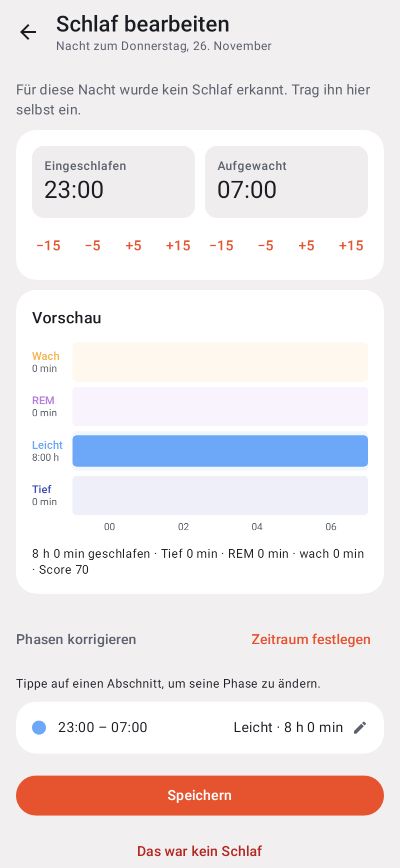 Schlaf bearbeiten
Nacht zum Donnerstag, 26. November
Für diese Nacht wurde kein Schlaf erkannt. Trag ihn hier
selbst ein.
Eingeschlafen
23:00
Aufgewacht
07:00
−15 −5 +5 +15 −15 −5 +5 +15
Vorschau
Wach
0 min
REM
0 min
Leicht
8:00 h
Tief
0 min
00 02 04 06
8 h 0 min geschlafen · Tief 0 min · REM 0 min · wach 0 min
· Score 70
Phasen korrigieren Zeitraum festlegen
Tippe auf einen Abschnitt, um seine Phase zu ändern.
23:00 – 07:00 Leicht · 8 h 0 min
Speichern
Das war kein Schlaf